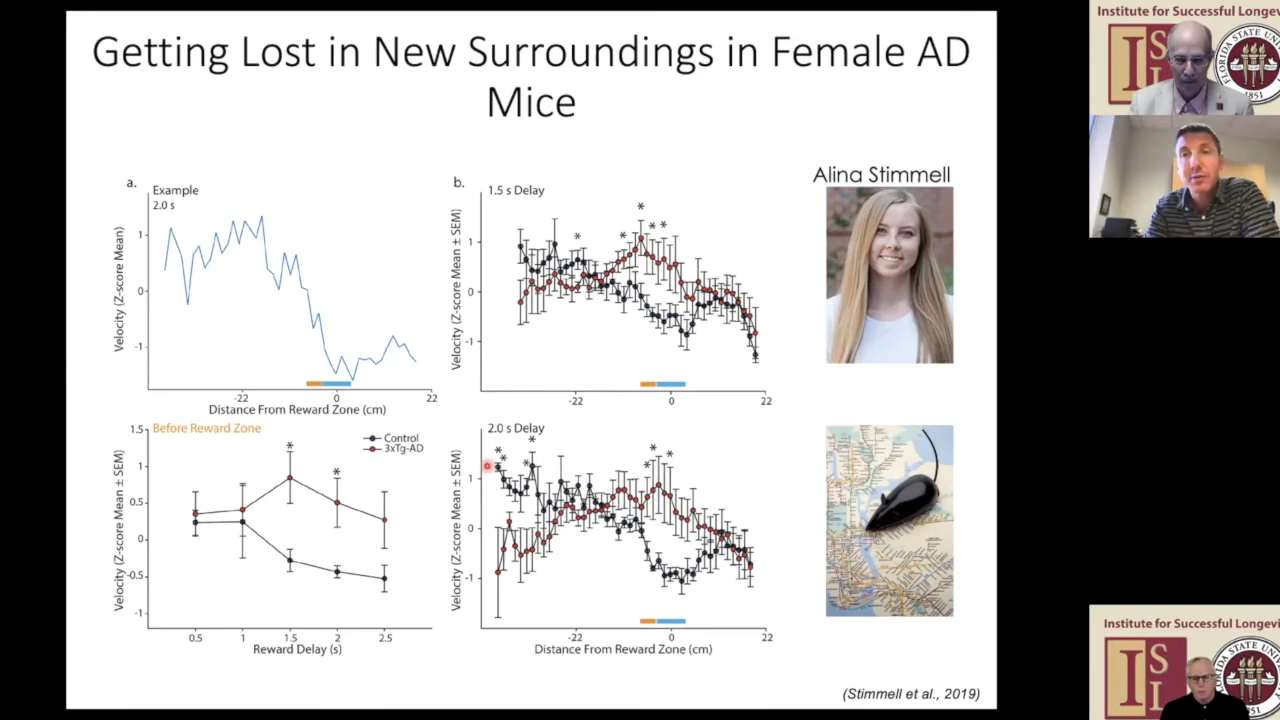 Getting Lost in New Surroundings in Female AD
Mice
a.
Example
2.0 s
Velocity (Z-score Mean)
1
0
-1
-22
0
22
Distance From Reward Zone (cm)
b.
1.5 s Delay
Velocity (Z-score Mean ± SEM)
*
*
*
*
*
1
0
-1
-22
0
22
Before Reward Zone
Velocity (Z-score Mean ± SEM)
1.5
1
0.5
0
-0.5
-1
*
*
Control
3xTg-AD
0.5
1
1.5
2
2.5
Reward Delay (s)
2.0 s Delay
Velocity (Z-score Mean ± SEM)
*
*
*
*
*
*
*
1
0
-1
-22
0
22
Distance From Reward Zone (cm)
Alina Stimmell
(Stimmell et al., 2019)
Institute for Successful Longev
I S
FLORIDA STATE UNI
1851
Institute for Successful Longevi
I S
L